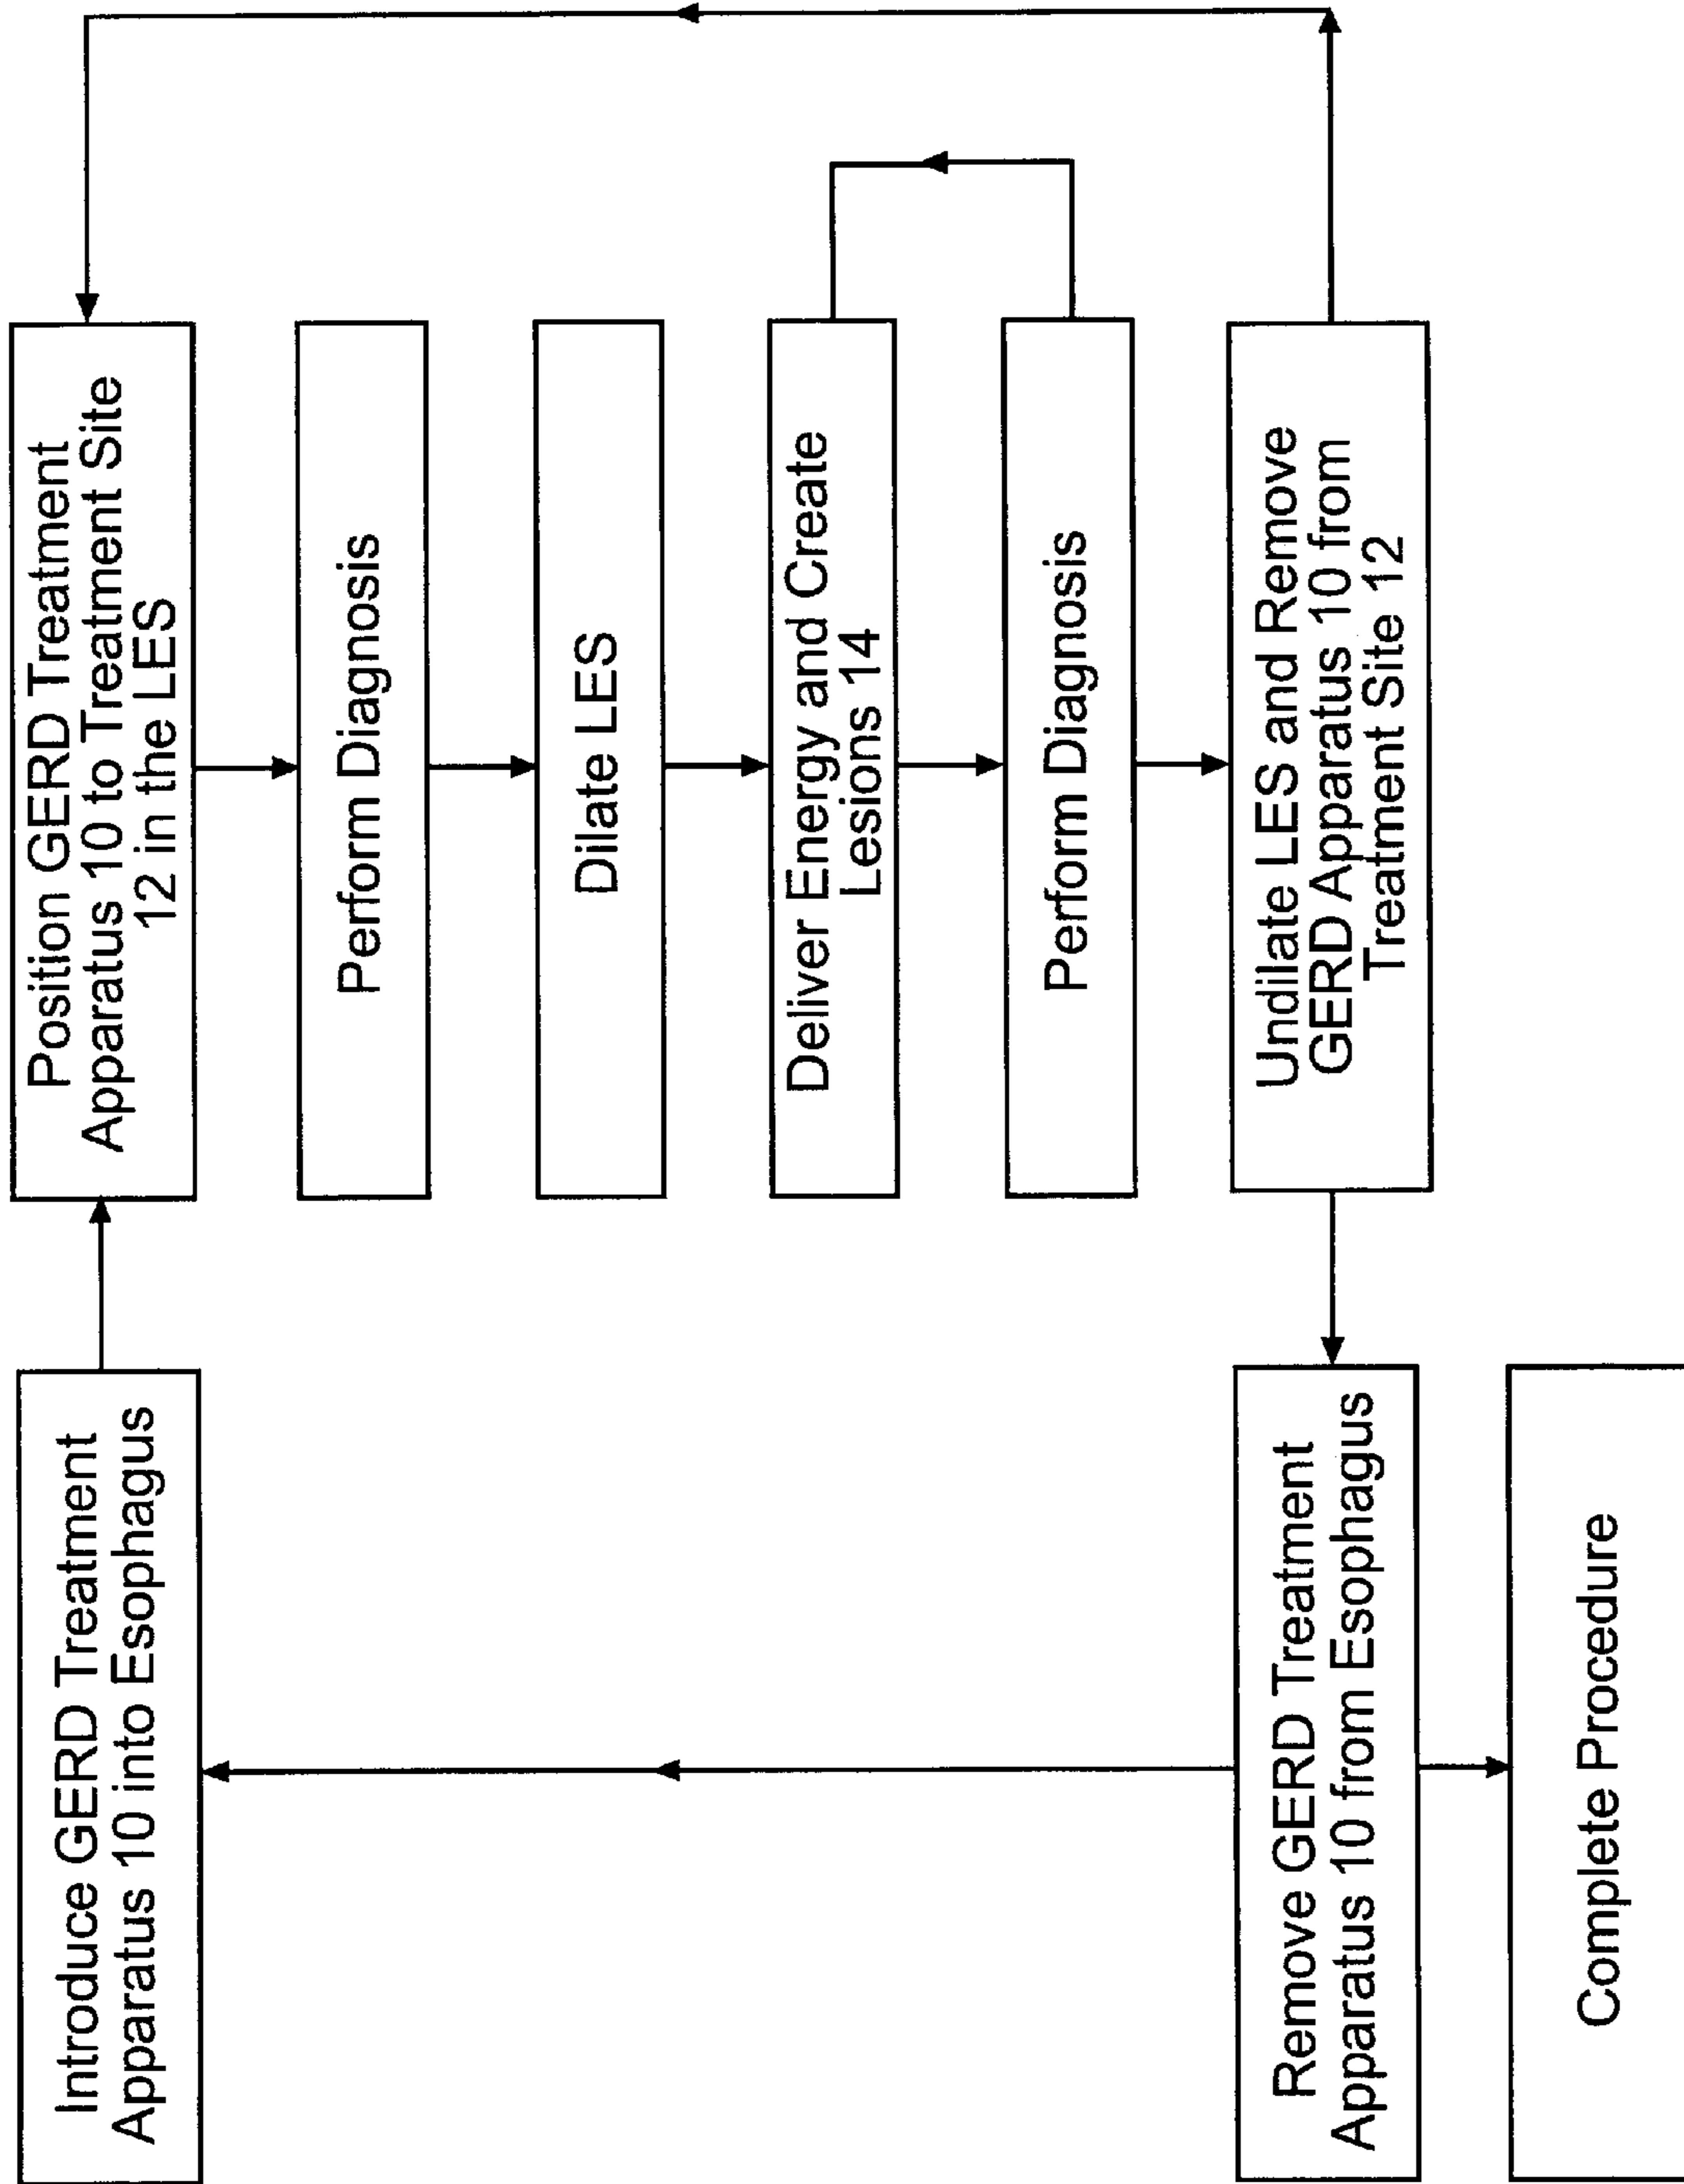 Introduce GERD Treatment
Apparatus 10 into Esophagus
Position GERD Treatment
Apparatus 10 to Treatment Site
12 in the LES
Perform Diagnosis
Dilate LES
Deliver Energy and Create
Lesions 14
Perform Diagnosis
Undilate LES and Remove
GERD Apparatus 10 from
Treatment Site 12
Remove GERD Treatment
Apparatus 10 from Esophagus
Complete Procedure